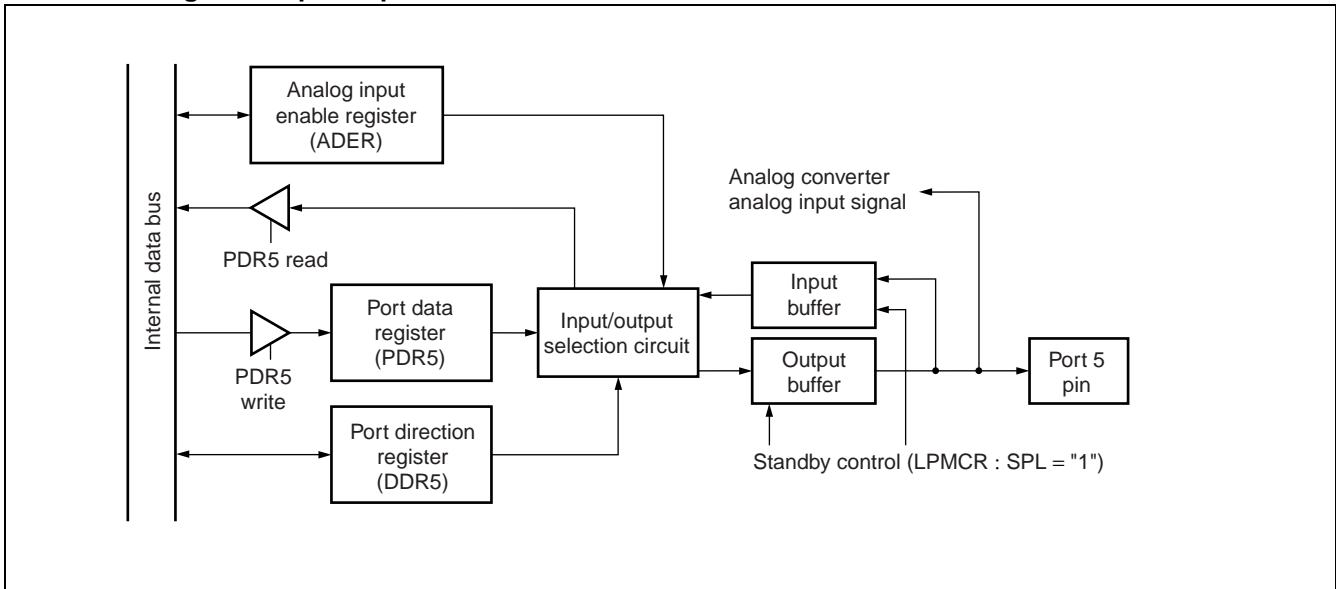 Analog input
enable register
(ADER)
Internal data bus
PDR5 read
Port data
register
(PDR5)
PDR5
write
Port direction
register
(DDR5)
Input/output
selection circuit
Analog converter
analog input signal
Input
buffer
Output
buffer
Port 5
pin
Standby control (LPMCR : SPL = "1")